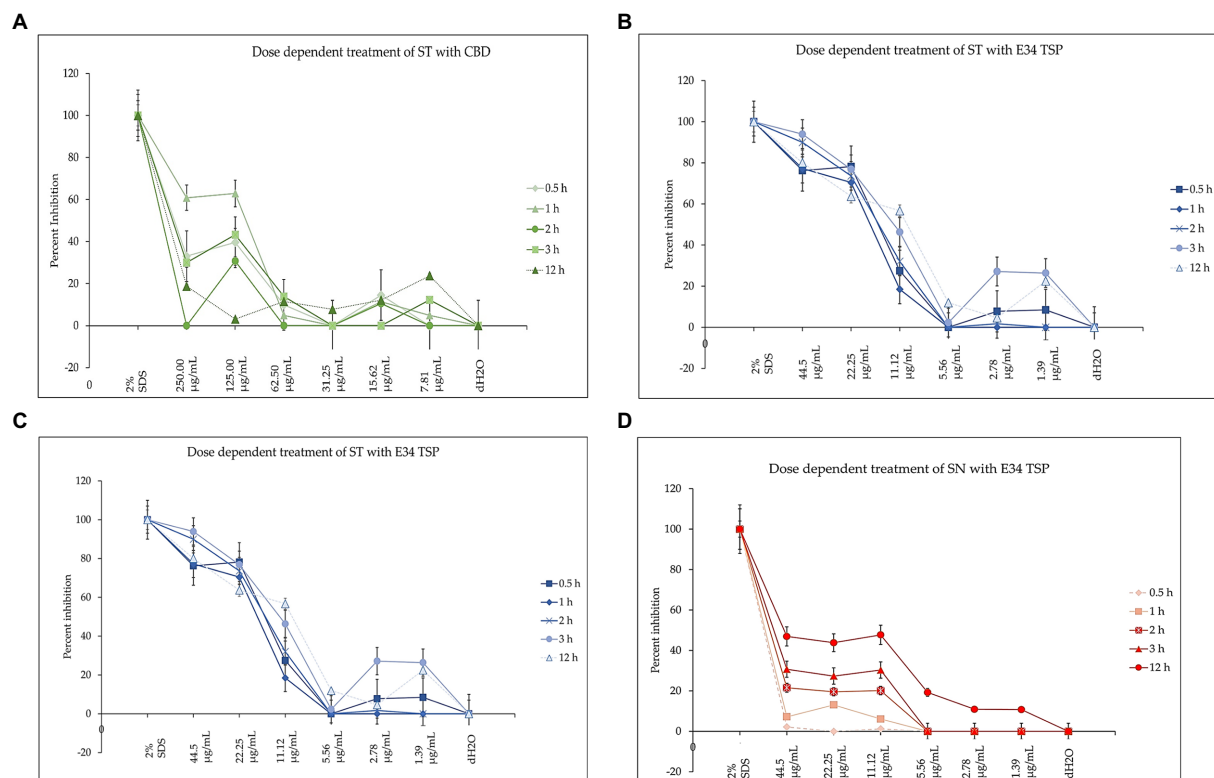 A
Dose dependent treatment of ST with CBD
Percent Inhibition
120
100
80
60
40
20
0
-20
0
2%
SDS
250.00
µg/mL
125.00
µg/mL
62.50
µg/mL
31.25
µg/mL
15.62
µg/mL
7.81
µg/mL
dH2O
0.5 h
1 h
2 h
3 h
12 h
B
Dose dependent treatment of ST with E34 TSP
Percent inhibition
120
100
80
60
40
20
0
-20
0
2%
SDS
44.5
µg/mL
22.25
µg/mL
11.12
µg/mL
5.56
µg/mL
2.78
µg/mL
1.39
µg/mL
dH2O
0.5 h
1 h
2 h
3 h
12 h
C
Dose dependent treatment of ST with E34 TSP
Percent inhibition
120
100
80
60
40
20
0
-20
0
2%
SDS
44.5
µg/mL
22.25
µg/mL
11.12
µg/mL
5.56
µg/mL
2.78
µg/mL
1.39
µg/mL
dH2O
0.5 h
1 h
2 h
3 h
12 h
D
Dose dependent treatment of SN with E34 TSP
Percent inhibition
120
100
80
60
40
20
0
-20
0
2%
SDS
44.5
µg/mL
22.25
µg/mL
11.12
µg/mL
5.56
µg/mL
2.78
µg/mL
1.39
µg/mL
dH2O
0.5 h
1 h
2 h
3 h
12 h